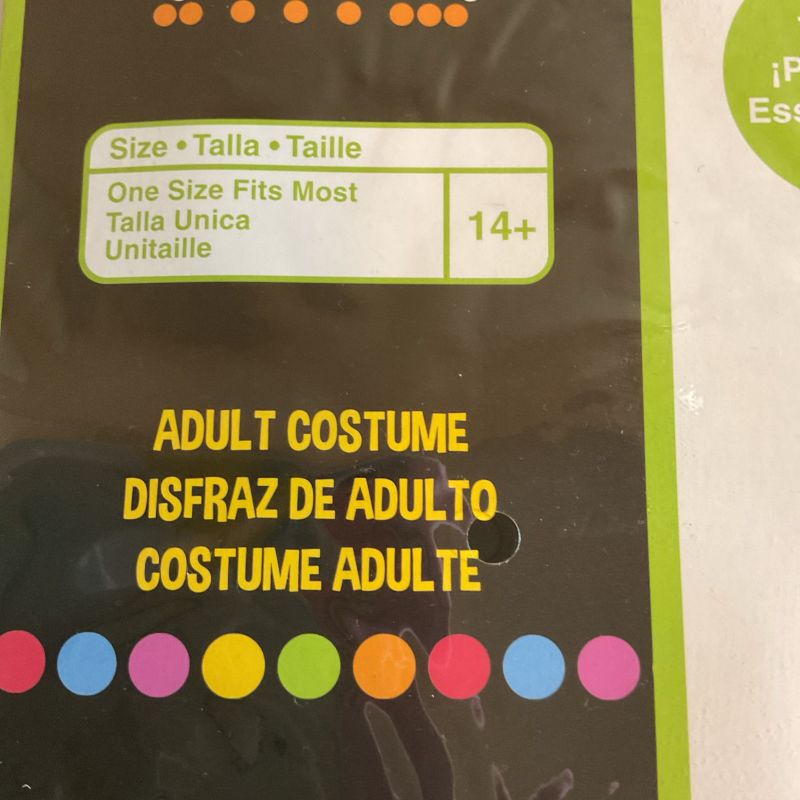 Size • Talla • Taille
One Size Fits Most
Talla Unica
Unitaille
14+
ADULT COSTUME
DISFRAZ DE ADULTO
COSTUME ADULTE